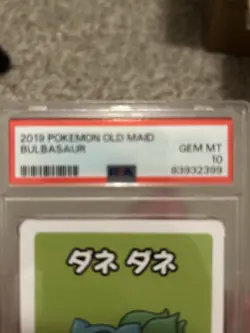 2019 POKEMON OLD MAID
BULBASAUR
GEM MT
10
PSA
83932399
ダネ ダネ